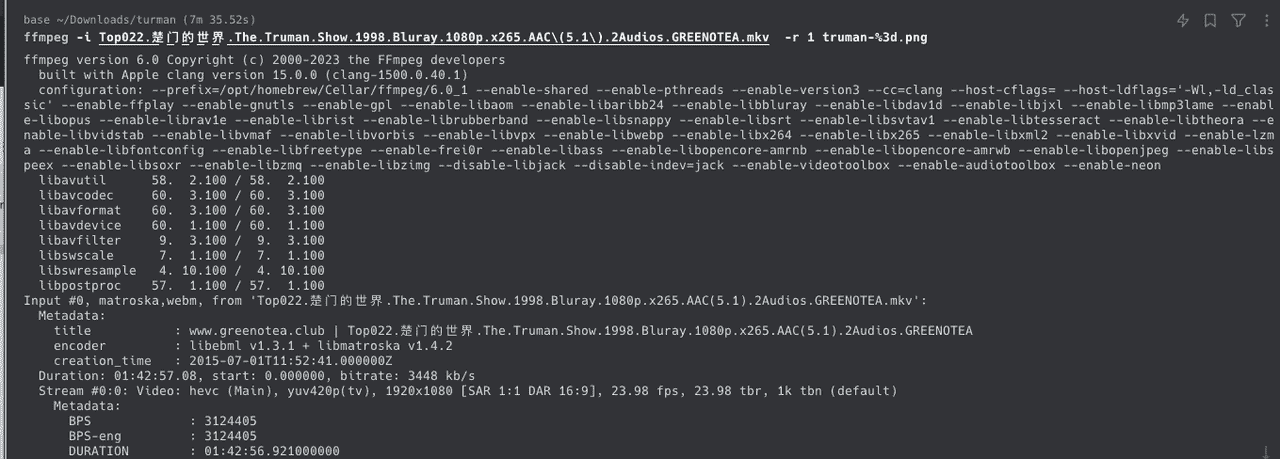 base ~/Downloads/turman (7m 35.52s)
ffmpeg -i Top022.楚门的世界.The.Truman.Show.1998.Bluray.1080p.x265.AAC\(5.1\).2Audios.GREENOTEA.mkv  -r 1 truman-%3d.png
ffmpeg version 6.0 Copyright (c) 2000-2023 the FFmpeg developers
  built with Apple clang version 15.0.0 (clang-1500.0.40.1)
  configuration: --prefix=/opt/homebrew/Cellar/ffmpeg/6.0_1 --enable-shared --enable-pthreads --enable-version3 --cc=clang --host-cflags= --host-ldflags='-Wl,-ld_clas
sic' --enable-ffplay --enable-gnutls --enable-gpl --enable-libaom --enable-libaribb24 --enable-libbluray --enable-libdav1d --enable-libjxl --enable-libmp3lame --enabl
e-libopus --enable-librav1e --enable-librist --enable-librubberband --enable-libsnappy --enable-libsrt --enable-libsvtav1 --enable-libtesseract --enable-libtheora --e
nable-libvidstab --enable-libvmaf --enable-libvorbis --enable-libvpx --enable-libwebp --enable-libx264 --enable-libx265 --enable-libxml2 --enable-libxvid --enable-lzm
a --enable-libfontconfig --enable-libfreetype --enable-frei0r --enable-libass --enable-libopencore-amrnb --enable-libopencore-amrwb --enable-libopenjpeg --enable-libs
peex --enable-libsoxr --enable-libzmq --enable-libzimg --disable-libjack --disable-indev=jack --enable-videotoolbox --enable-audiotoolbox --enable-neon
  libavutil      58.  2.100 / 58.  2.100
  libavcodec     60.  3.100 / 60.  3.100
  libavformat    60.  3.100 / 60.  3.100
  libavdevice    60.  1.100 / 60.  1.100
  libavfilter     9.  3.100 /  9.  3.100
  libswscale      7.  1.100 /  7.  1.100
  libswresample   4. 10.100 /  4. 10.100
  libpostproc    57.  1.100 / 57.  1.100
Input #0, matroska,webm, from 'Top022.楚门的世界.The.Truman.Show.1998.Bluray.1080p.x265.AAC(5.1).2Audios.GREENOTEA.mkv':
  Metadata:
    title           : www.greenotea.club | Top022.楚门的世界.The.Truman.Show.1998.Bluray.1080p.x265.AAC(5.1).2Audios.GREENOTEA
    encoder         : libebml v1.3.1 + libmatroska v1.4.2
    creation_time   : 2015-07-01T11:52:41.000000Z
  Duration: 01:42:57.08, start: 0.000000, bitrate: 3448 kb/s
  Stream #0:0: Video: hevc (Main), yuv420p(tv), 1920x1080 [SAR 1:1 DAR 16:9], 23.98 fps, 23.98 tbr, 1k tbn (default)
    Metadata:
      BPS             : 3124405
      BPS-eng         : 3124405
      DURATION        : 01:42:56.921000000